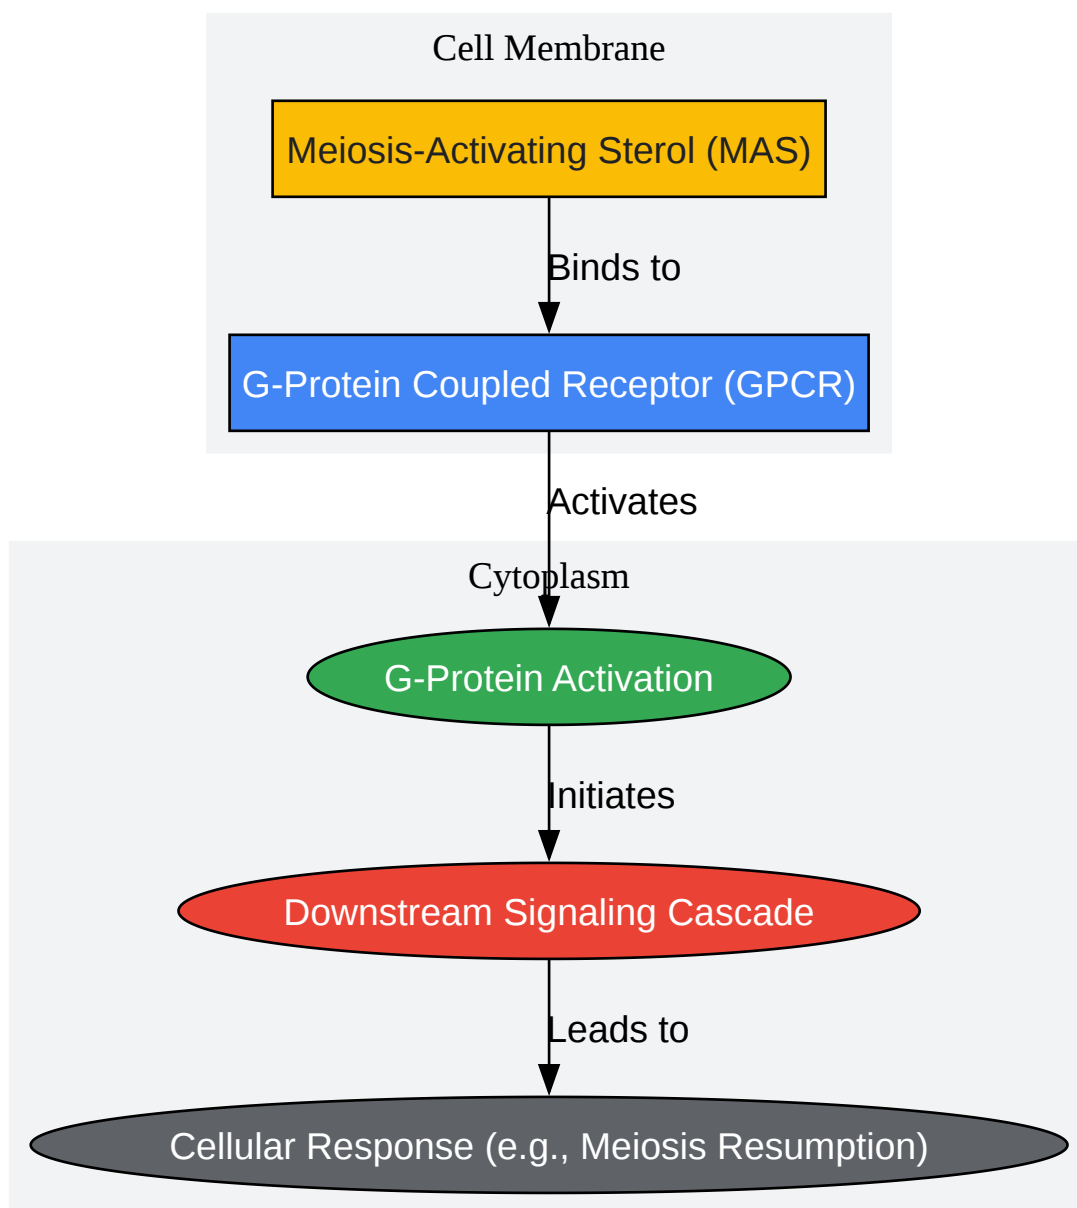 Cell Membrane
Meiosis-Activating Sterol (MAS)
Binds to
G-Protein Coupled Receptor (GPCR)
Activates
Cytoplasm
G-Protein Activation
Initiates
Downstream Signaling Cascade
Leads to
Cellular Response (e.g., Meiosis Resumption)